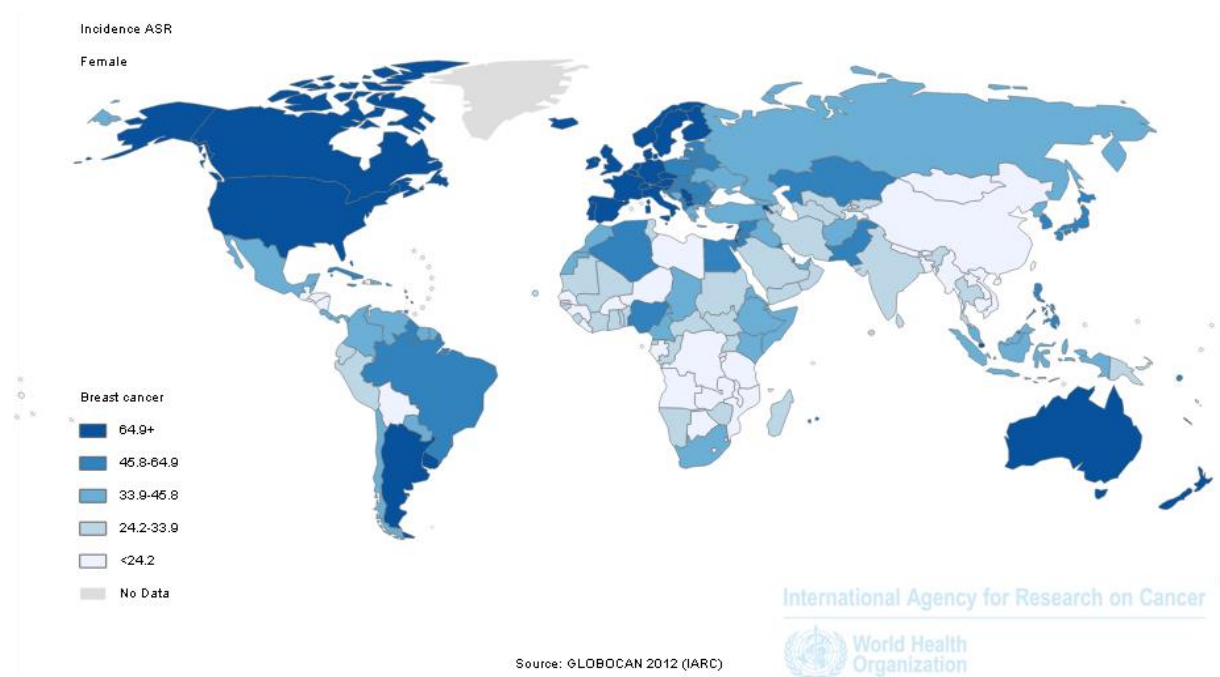 Incidence ASR
Female
Breast cancer
64.9+
45.8-64.9
33.9-45.8
24.2-33.9
<24.2
No Data
International Agency for Research on Cancer
World Health
Organization
Source: GLOBOCAN 2012 (IARC)